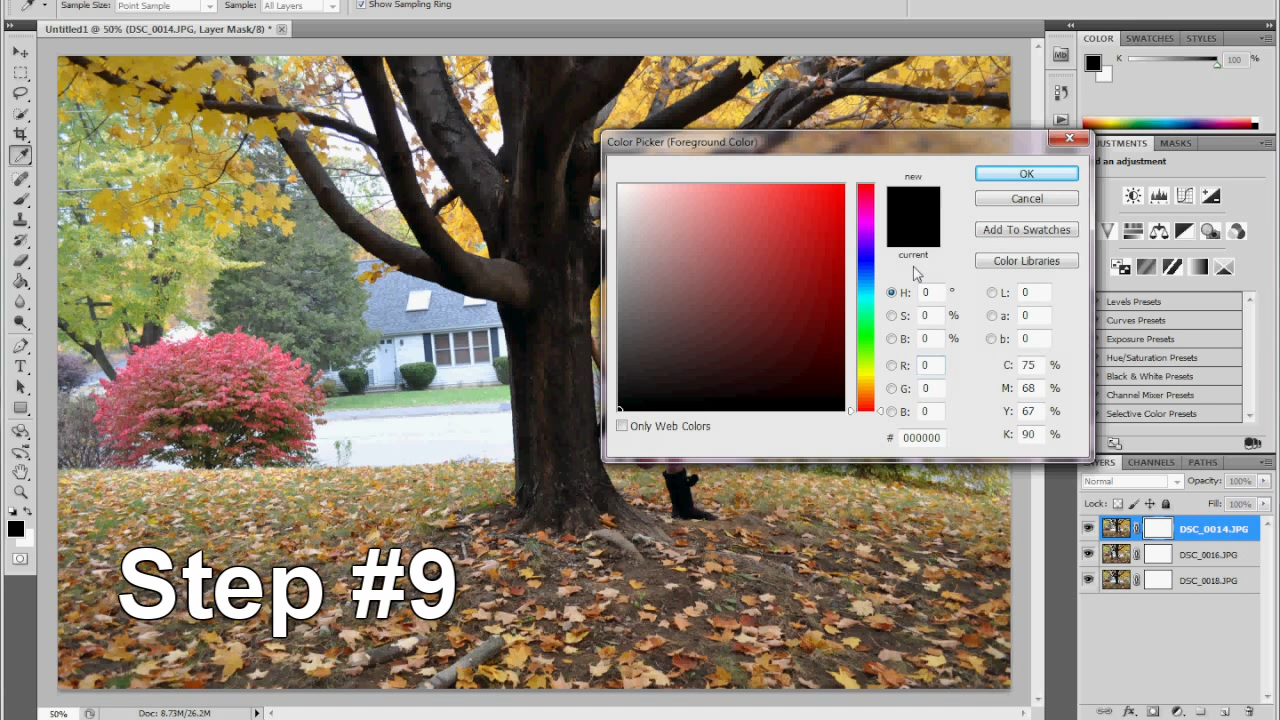 Sample Size: Point Sample Sample: All Layers Show Sampling Ring
Untitled1 @ 50% (DSC_0014.JPG, Layer Mask/8) *
COLOR SWATCHES STYLES
K 100 %
Color Picker (Foreground Color)
new
current
OK
Cancel
Add To Swatches
Color Libraries
H: 0 °
S: 0 %
B: 0 %
R: 0
G: 0
B: 0
L: 0
a: 0
b: 0
C: 75 %
M: 68 %
Y: 67 %
K: 90 %
Only Web Colors
# 000000
JUSTMENTS MASKS
d an adjustment
Levels Presets
Curves Presets
Exposure Presets
Hue/Saturation Presets
Black & White Presets
Channel Mixer Presets
Selective Color Presets
AYERS CHANNELS PATHS
Normal Opacity: 100%
Lock: Fill: 100%
DSC_0014.JPG
DSC_0016.JPG
DSC_0018.JPG
Step #9
50% Doc: 8.73M/26.2M